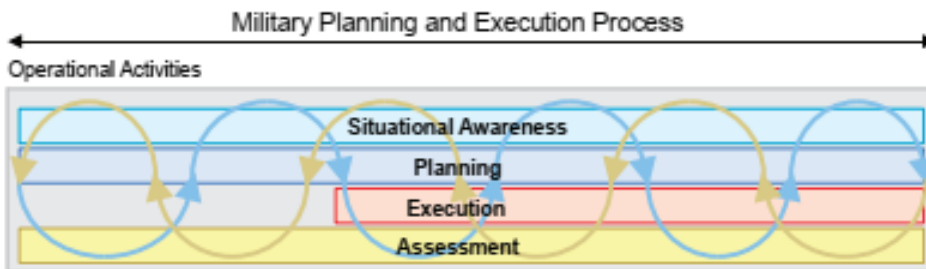 Military Planning and Execution Process
Operational Activities
Situational Awareness
Planning
Execution
Assessment